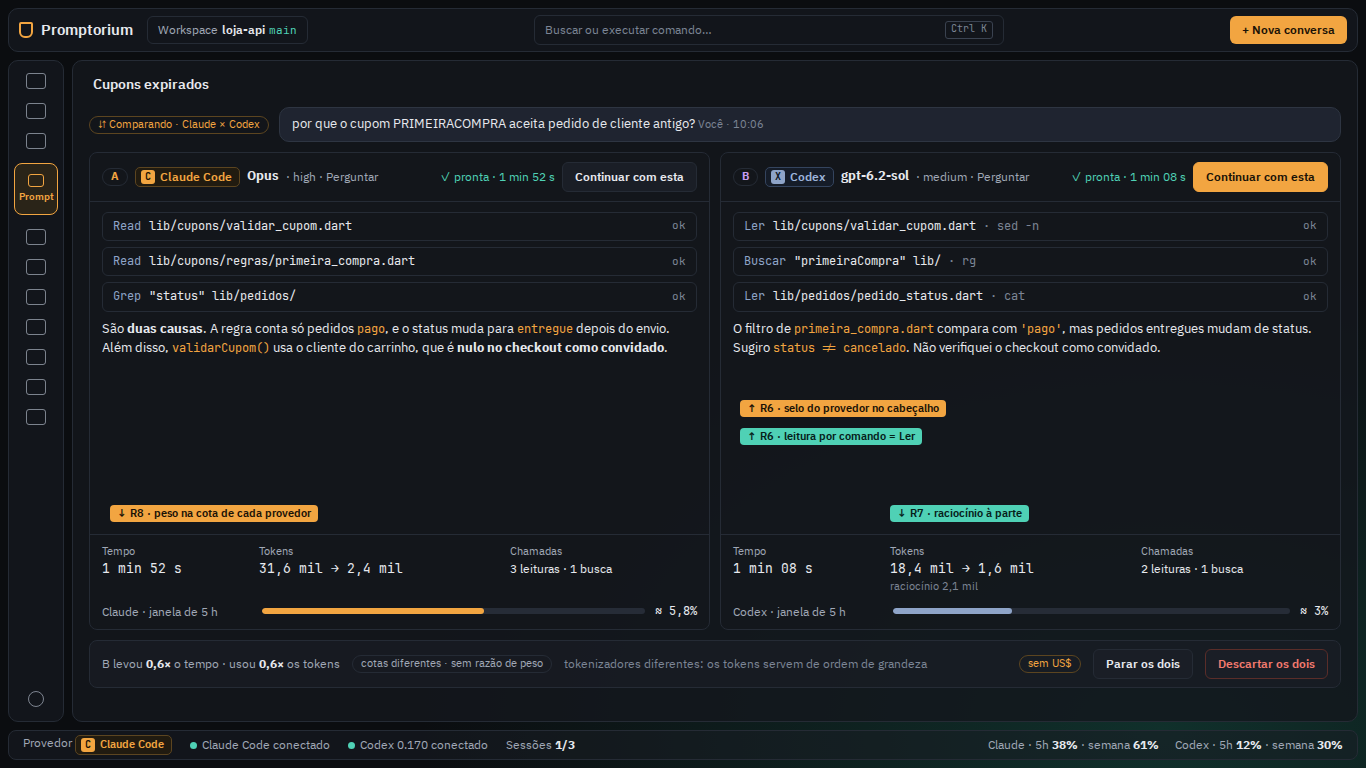 Promptorium
Workspace loja-api main
Buscar ou executar comando...
Ctrl K
+ Nova conversa
Prompt
Cupons expirados
↓↑ Comparando · Claude × Codex
por que o cupom PRIMEIRACOMPRA aceita pedido de cliente antigo? Você · 10:06
A
C Claude Code
Opus · high · Perguntar
✓ pronta · 1 min 52 s
Continuar com esta
Read lib/cupons/validar_cupom.dart ok
Read lib/cupons/regras/primeira_compra.dart ok
Grep "status" lib/pedidos/ ok
São duas causas. A regra conta só pedidos pago, e o status muda para entregue depois do envio.
Além disso, validarCupom() usa o cliente do carrinho, que é nulo no checkout como convidado.
↓ R8 · peso na cota de cada provedor
Tempo
1 min 52 s
Tokens
31,6 mil → 2,4 mil
Chamadas
3 leituras · 1 busca
Claude · janela de 5 h
≈ 5,8%
B
X Codex
gpt-6.2-sol · medium · Perguntar
✓ pronta · 1 min 08 s
Continuar com esta
Ler lib/cupons/validar_cupom.dart · sed -n ok
Buscar "primeiraCompra" lib/ · rg ok
Ler lib/pedidos/pedido_status.dart · cat ok
O filtro de primeira_compra.dart compara com 'pago', mas pedidos entregues mudam de status.
Sugiro status ≠ cancelado. Não verifiquei o checkout como convidado.
↑ R6 · selo do provedor no cabeçalho
↑ R6 · leitura por comando = Ler
↓ R7 · raciocínio à parte
Tempo
1 min 08 s
Tokens
18,4 mil → 1,6 mil
raciocínio 2,1 mil
Chamadas
2 leituras · 1 busca
Codex · janela de 5 h
≈ 3%
B levou 0,6× o tempo · usou 0,6× os tokens
cotas diferentes · sem razão de peso
tokenizadores diferentes: os tokens servem de ordem de grandeza
sem US$
Parar os dois
Descartar os dois
Provedor C Claude Code
Claude Code conectado
Codex 0.170 conectado
Sessões 1/3
Claude · 5h 38% · semana 61%
Codex · 5h 12% · semana 30%